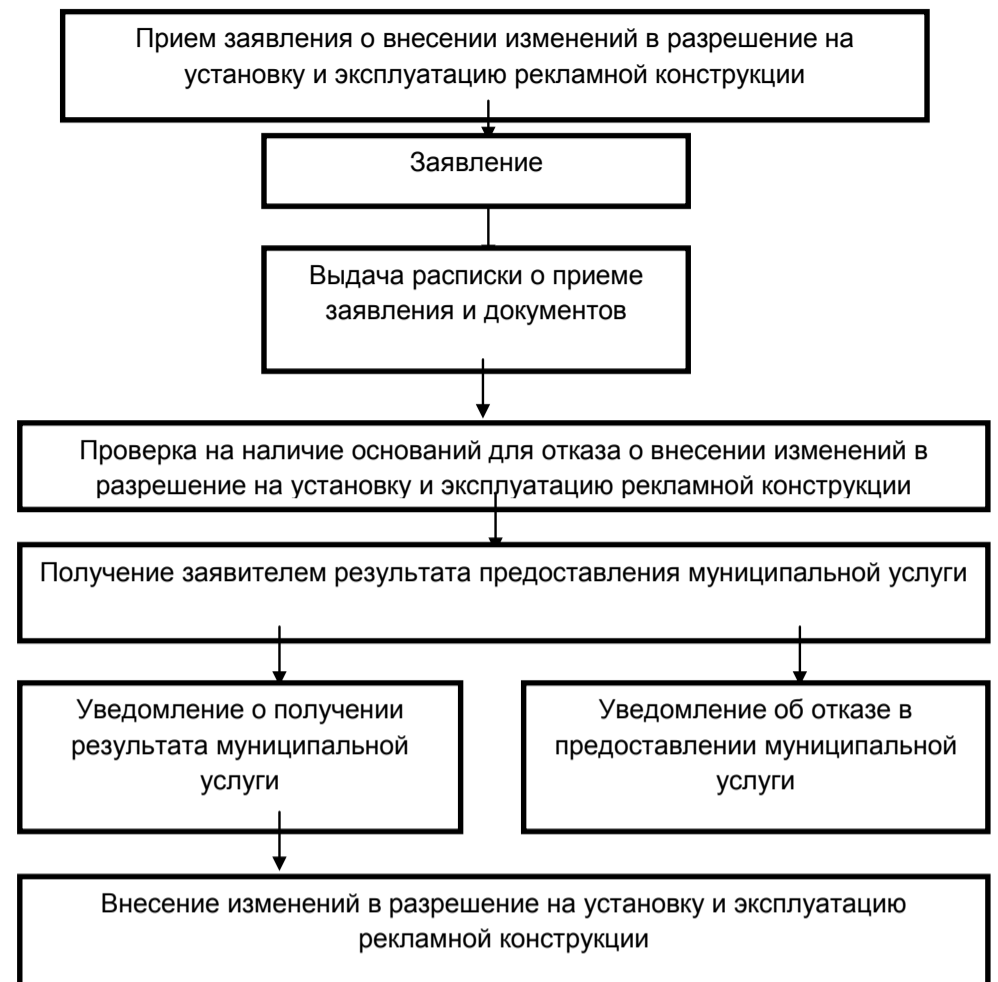 Прием заявления о внесении изменений в разрешение на
установку и эксплуатацию рекламной конструкции
Заявление
Выдача расписки о приеме
заявления и документов
Проверка на наличие оснований для отказа о внесении изменений в
разрешение на установку и эксплуатацию рекламной конструкции
Получение заявителем результата предоставления муниципальной услуги
Уведомление о получении
результата муниципальной
услуги
Уведомление об отказе в
предоставлении муниципальной
услуги
Внесение изменений в разрешение на установку и эксплуатацию
рекламной конструкции